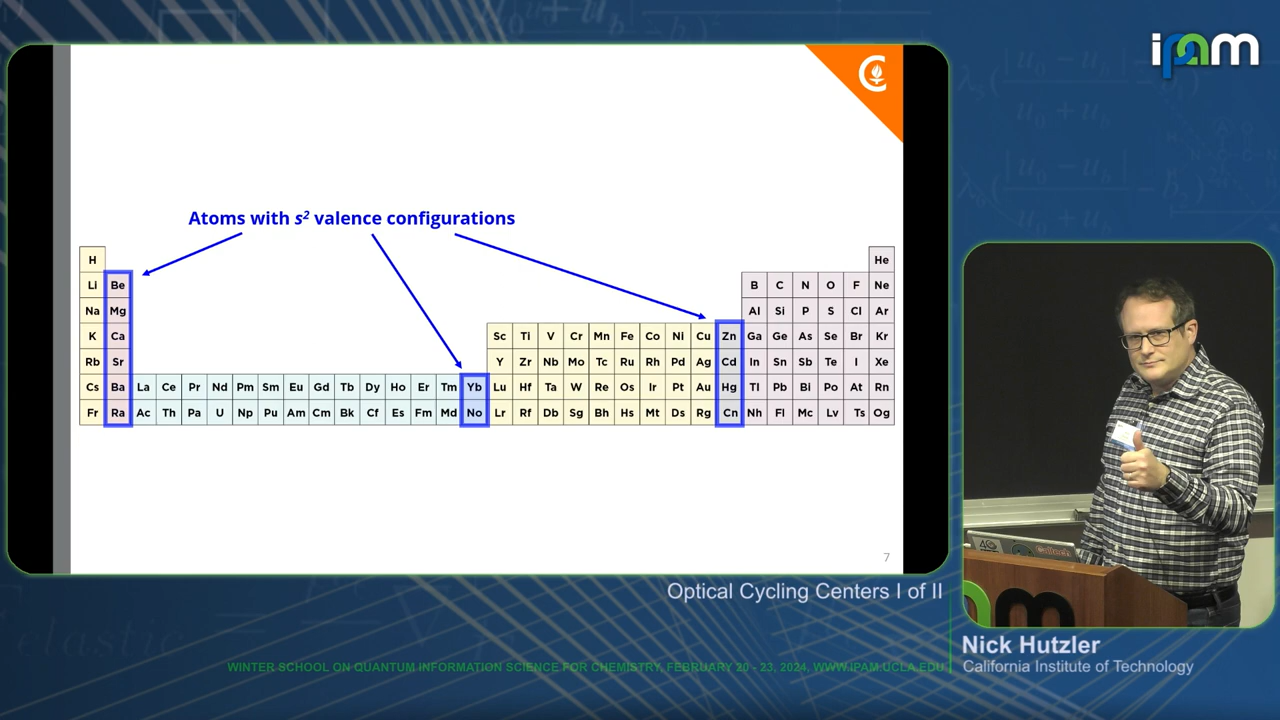 ipam
Atoms with s² valence configurations
H He
Li Be B C N O F Ne
Na Mg Al Si P S Cl Ar
K Ca Sc Ti V Cr Mn Fe Co Ni Cu Zn Ga Ge As Se Br Kr
Rb Sr Y Zr Nb Mo Tc Ru Rh Pd Ag Cd In Sn Sb Te I Xe
Cs Ba La Ce Pr Nd Pm Sm Eu Gd Tb Dy Ho Er Tm Yb Lu Hf Ta W Re Os Ir Pt Au Hg Tl Pb Bi Po At Rn
Fr Ra Ac Th Pa U Np Pu Am Cm Bk Cf Es Fm Md No Lr Rf Db Sg Bh Hs Mt Ds Rg Cn Nh Fl Mc Lv Ts Og
7
Caltech
Optical Cycling Centers I of II
Nick Hutzler
California Institute of Technology
WINTER SCHOOL ON QUANTUM INFORMATION SCIENCE FOR CHEMISTRY, FEBRUARY 20 - 23, 2024, WWW.IPAM.UCLA.EDU
elastic